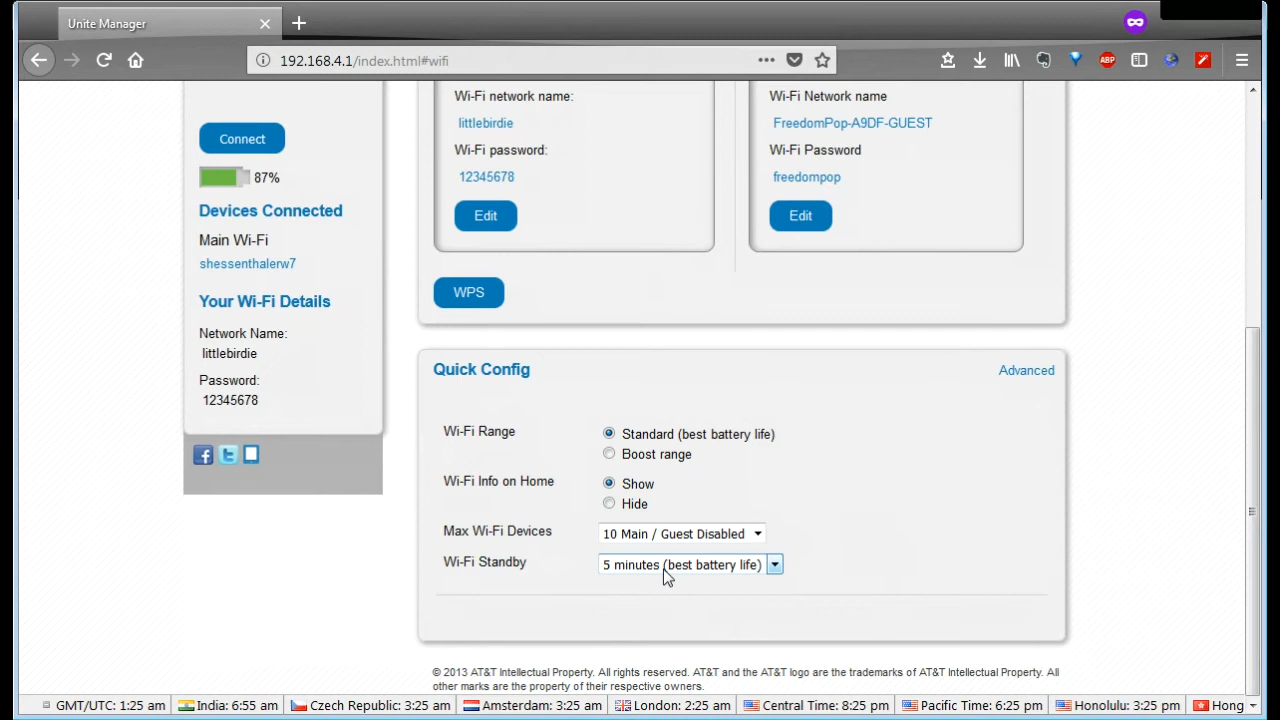 Unite Manager
192.168.4.1/index.html#wifi
ABP
Connect
87%
Devices Connected
Main Wi-Fi
shessenthalerw7
Your Wi-Fi Details
Network Name:
littlebirdie
Password:
12345678
Wi-Fi network name:
littlebirdie
Wi-Fi password:
12345678
Edit
Wi-Fi Network name
FreedomPop-A9DF-GUEST
Wi-Fi Password
freedompop
Edit
WPS
Quick Config
Advanced
Wi-Fi Range
Standard (best battery life)
Boost range
Wi-Fi Info on Home
Show
Hide
Max Wi-Fi Devices
10 Main / Guest Disabled
Wi-Fi Standby
5 minutes (best battery life)
© 2013 AT&T Intellectual Property. All rights reserved. AT&T and the AT&T logo are the trademarks of AT&T Intellectual Property. All
other marks are the property of their respective owners.
GMT/UTC: 1:25 am
India: 6:55 am
Czech Republic: 3:25 am
Amsterdam: 3:25 am
London: 2:25 am
Central Time: 8:25 pm
Pacific Time: 6:25 pm
Honolulu: 3:25 pm
Hong